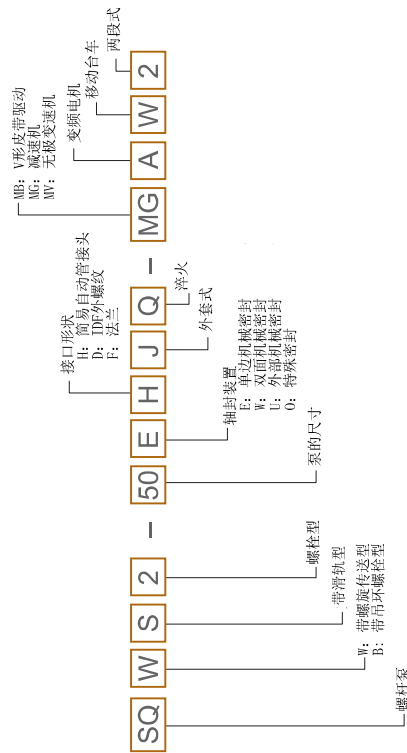 SQ W S 2 — 50 E H J Q — MG A W 2
MB: V形皮带驱动
MG: 减速机
MV: 无极变速机
变频电机
移动台车
两段式
接口形状
H: 简易自动管接头
D: IDF外螺纹
F: 法兰
淬火
外套式
轴封装置
E: 单边机械密封
W: 双面机械密封
U: 外部机械密封
O: 特殊密封
泵的尺寸
螺栓型
带滑轨型
W: 带螺旋传送型
B: 带吊环螺栓型
螺杆泵